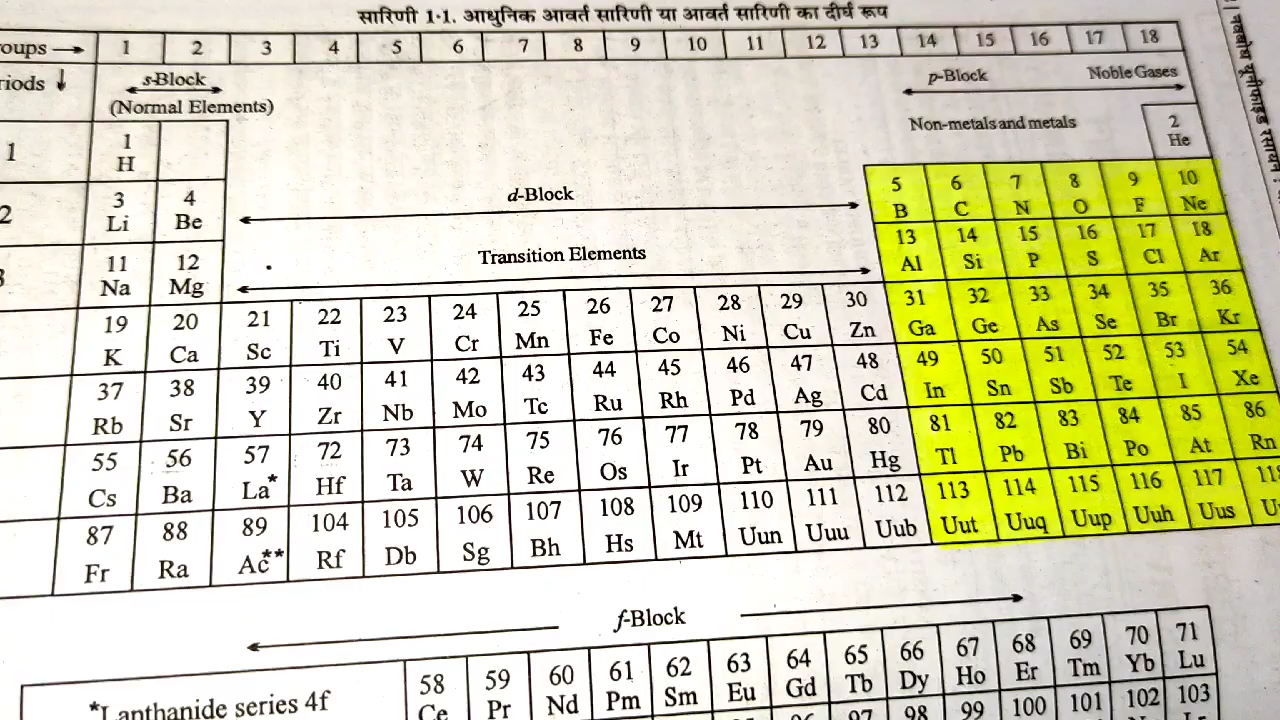 सारिणी 1·1. आधुनिक आवर्त सारिणी या आवर्त सारिणी का दीर्घ रूप
oups → 1 2 3 4 5 6 7 8 9 10 11 12 13 14 15 16 17 18
riods ↓ s-Block p-Block Noble Gases
(Normal Elements) Non-metals and metals
1 1 2
H He
d-Block
2 3 4 5 6 7 8 9 10
Li Be B C N O F Ne
Transition Elements
3 11 12 13 14 15 16 17 18
Na Mg Al Si P S Cl Ar
19 20 21 22 23 24 25 26 27 28 29 30 31 32 33 34 35 36
K Ca Sc Ti V Cr Mn Fe Co Ni Cu Zn Ga Ge As Se Br Kr
37 38 39 40 41 42 43 44 45 46 47 48 49 50 51 52 53 54
Rb Sr Y Zr Nb Mo Tc Ru Rh Pd Ag Cd In Sn Sb Te I Xe
55 56 57 72 73 74 75 76 77 78 79 80 81 82 83 84 85 86
Cs Ba La* Hf Ta W Re Os Ir Pt Au Hg Tl Pb Bi Po At Rn
87 88 89 104 105 106 107 108 109 110 111 112 113 114 115 116 117
Fr Ra Ac** Rf Db Sg Bh Hs Mt Uun Uuu Uub Uut Uuq Uup Uuh Uus
f-Block
58 59 60 61 62 63 64 65 66 67 68 69 70 71
*Lanthanide series 4f Ce Pr Nd Pm Sm Eu Gd Tb Dy Ho Er Tm Yb Lu
97 98 99 100 101 102 103
नवबोध यूनीफाइड रसायन :